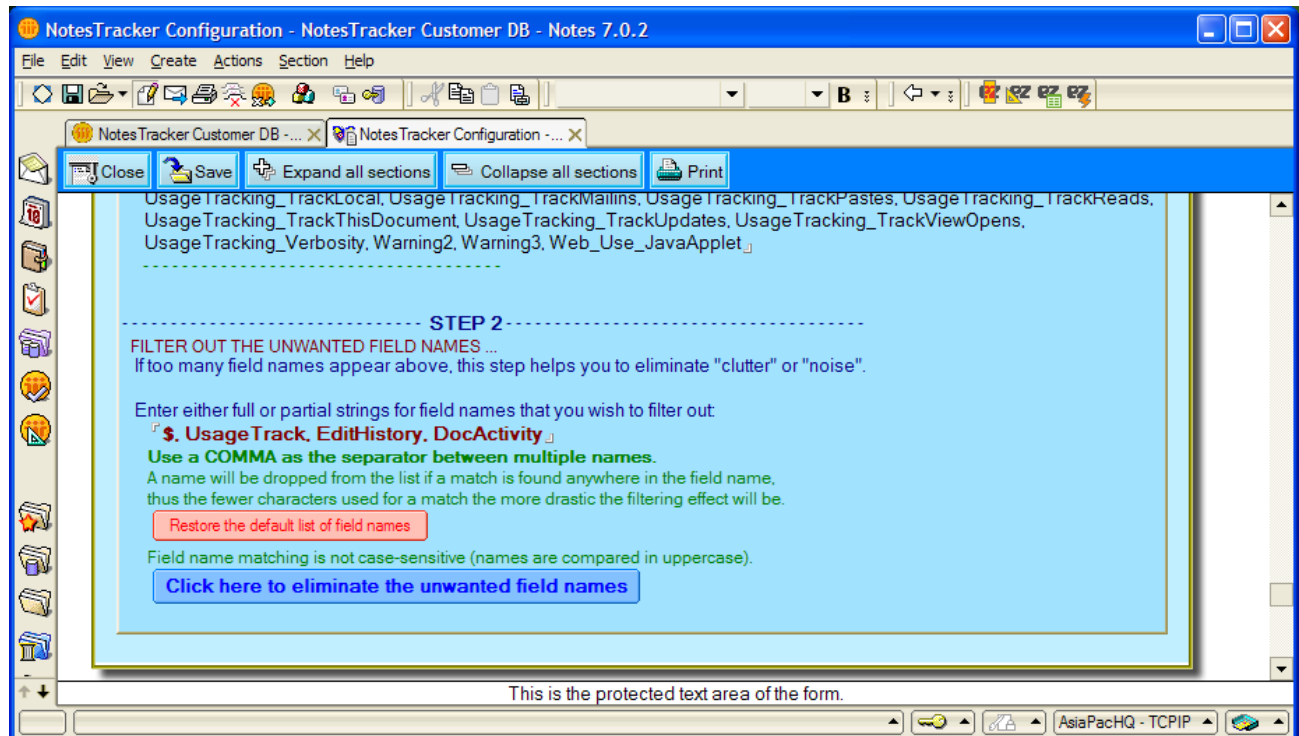 NotesTracker Configuration - NotesTracker Customer DB - Notes 7.0.2
File Edit View Create Actions Section Help
B
NotesTracker Customer DB -... NotesTracker Configuration -...
Close Save Expand all sections Collapse all sections Print
UsageTracking_TrackLocal, UsageTracking_TrackMailIns, UsageTracking_TrackPastes, UsageTracking_TrackReads,
UsageTracking_TrackThisDocument, UsageTracking_TrackUpdates, UsageTracking_TrackViewOpens,
UsageTracking_Verbosity, Warning2, Warning3, Web_Use_JavaApplet
- - - - - - - - - - - - - - - - - - - - - - - - - - - - - - - - - - - - -
- - - - - - - - - - - - - - - - - - - - - - - - - - - - - - - STEP 2 - - - - - - - - - - - - - - - - - - - - - - - - - - - - - - - - - - - - -
FILTER OUT THE UNWANTED FIELD NAMES ...
If too many field names appear above, this step helps you to eliminate "clutter" or "noise".
Enter either full or partial strings for field names that you wish to filter out:
$, UsageTrack, EditHistory, DocActivity
Use a COMMA as the separator between multiple names.
A name will be dropped from the list if a match is found anywhere in the field name,
thus the fewer characters used for a match the more drastic the filtering effect will be.
Restore the default list of field names
Field name matching is not case-sensitive (names are compared in uppercase).
Click here to eliminate the unwanted field names
This is the protected text area of the form.
AsiaPacHQ - TCPIP